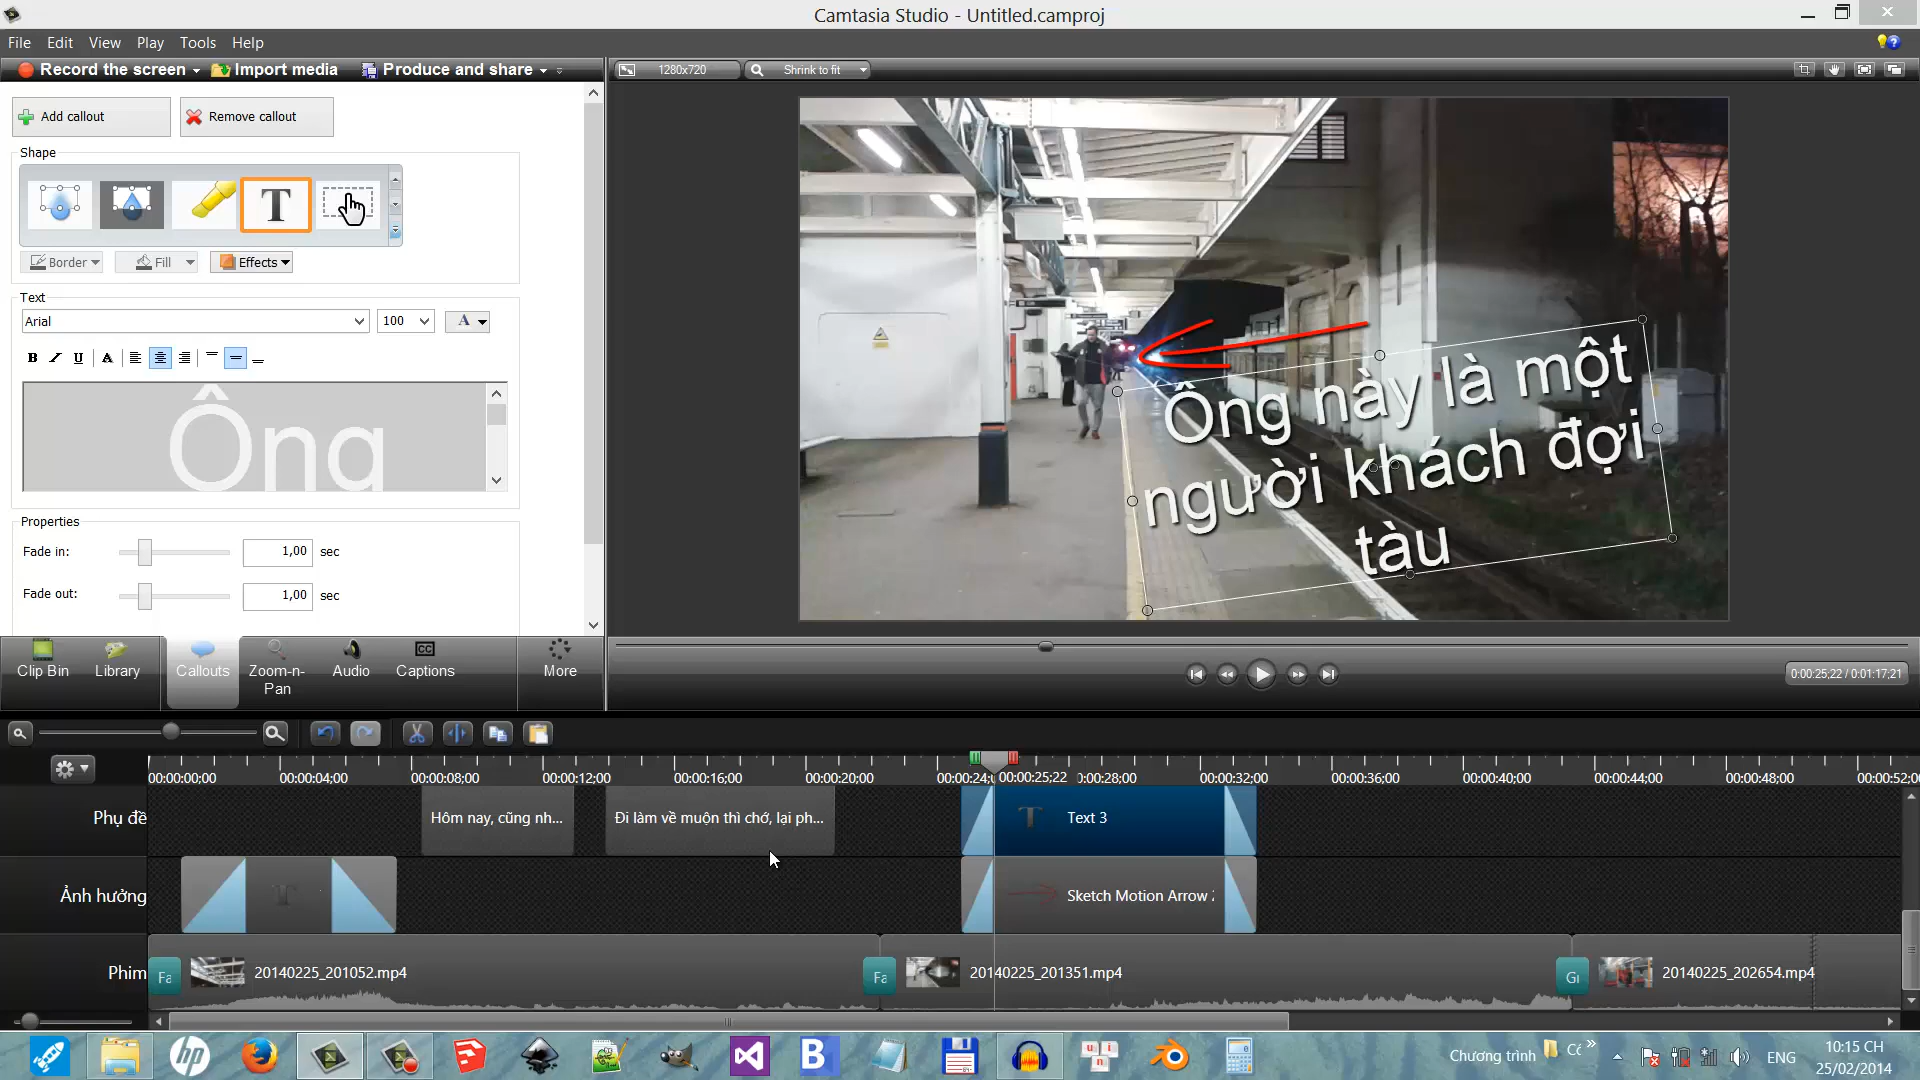 Camtasia Studio - Untitled.camproj
File Edit View Play Tools Help
Record the screen Import media Produce and share
1280x720 Shrink to fit
Add callout Remove callout
Shape
T
Border Fill Effects
Text
Arial 100 A
B I U A
Ông
Properties
Fade in: 1,00 sec
Fade out: 1,00 sec
Ông này là một
người khách đợi
tàu
Clip Bin Library Callouts Zoom-n-Pan Audio Captions More
0:00:25;22 / 0:01:17;21
00:00:00;00 00:00:04;00 00:00:08;00 00:00:12;00 00:00:16;00 00:00:20;00 00:00:25;22 00:00:32;00 00:00:36;00 00:00:40;00 00:00:44;00 00:00:48;00
Phụ đề Hôm nay, cũng nh... Đi làm về muộn thì chớ, lại ph... T Text 3
Ảnh hưởng T Sketch Motion Arrow
Phim Fa 20140225_201052.mp4 Fa 20140225_201351.mp4 20140225_202654.mp4
Chương trình ENG 10:15 CH
25/02/2014